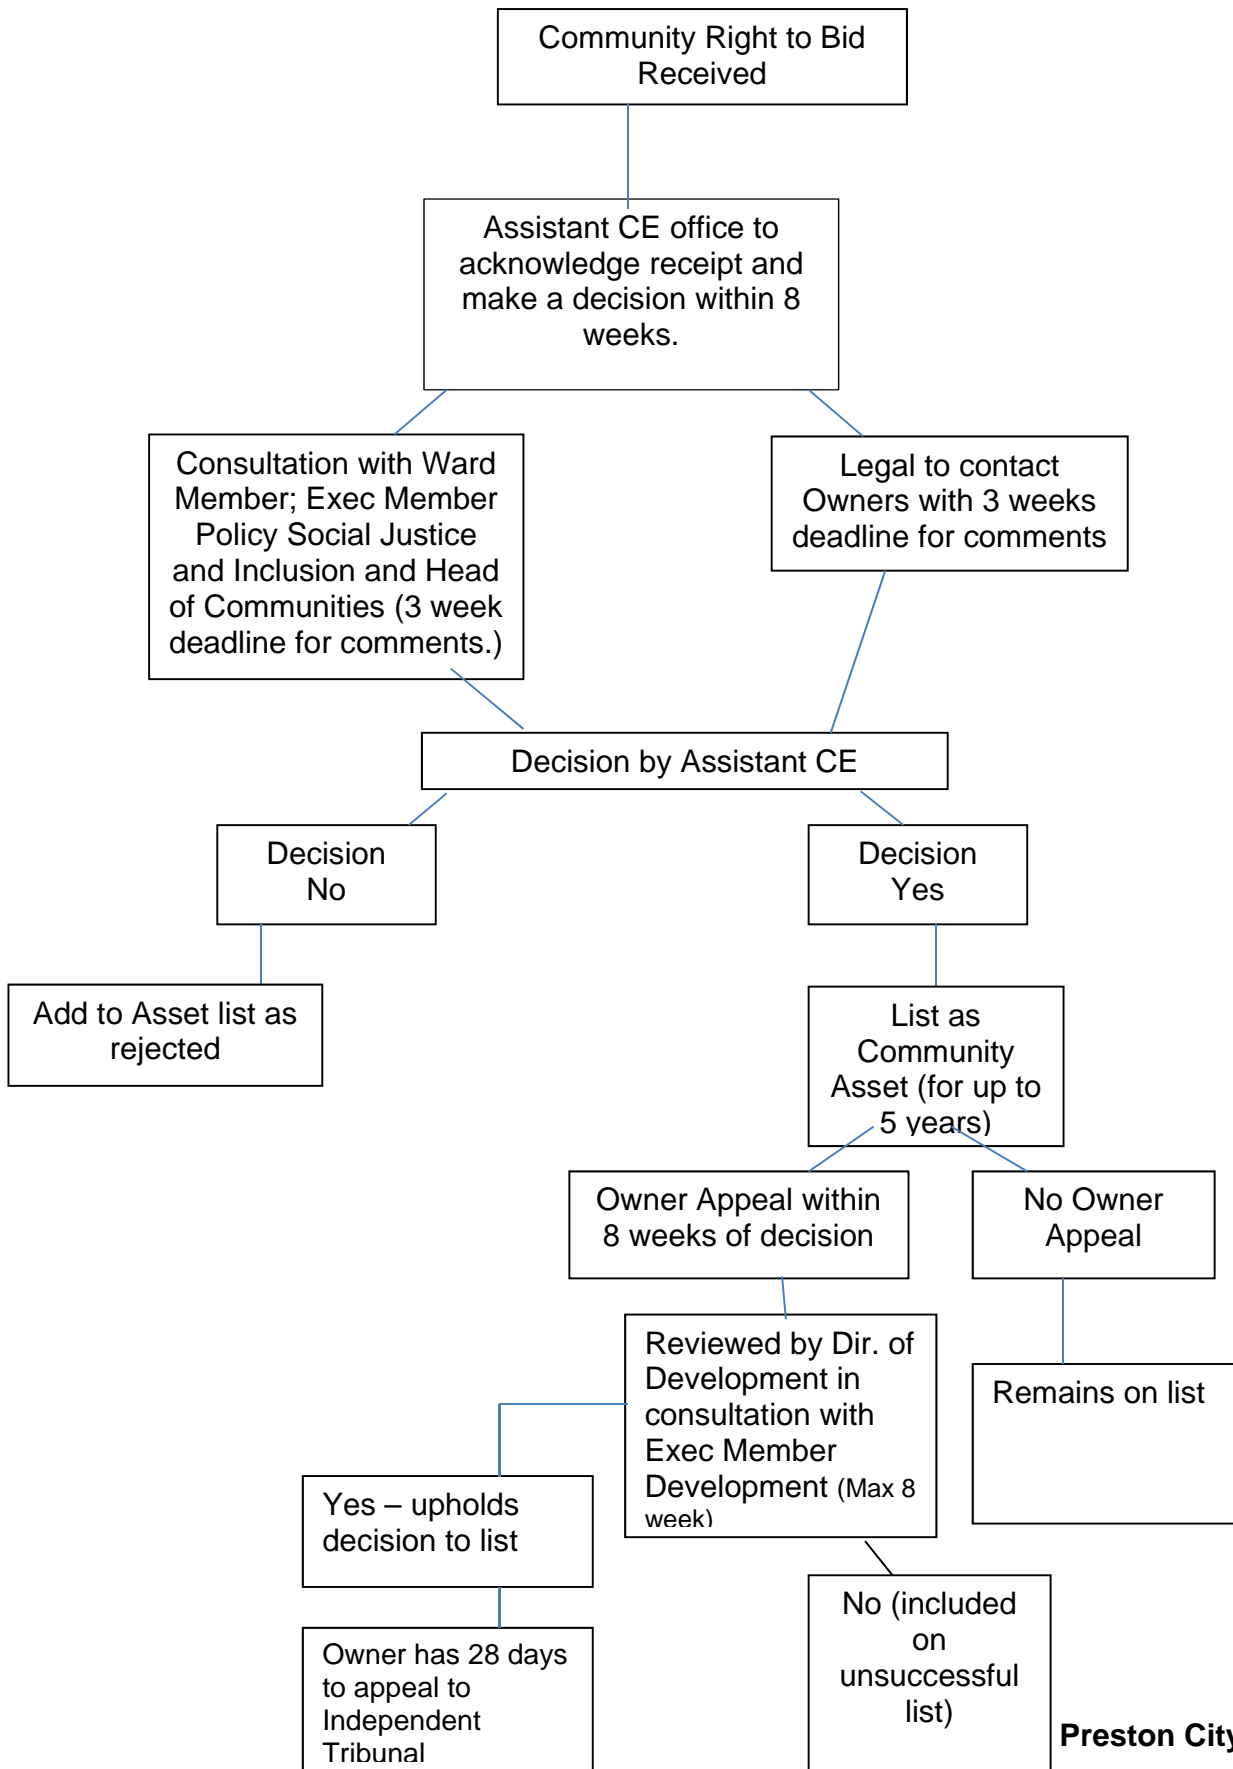 Community Right to Bid
Received
Assistant CE office to
acknowledge receipt and
make a decision within 8
weeks.
Consultation with Ward
Member; Exec Member
Policy Social Justice
and Inclusion and Head
of Communities (3 week
deadline for comments.)
Legal to contact
Owners with 3 weeks
deadline for comments
Decision by Assistant CE
Decision
No
Decision
Yes
Add to Asset list as
rejected
List as
Community
Asset (for up to
5 years)
Owner Appeal within
8 weeks of decision
No Owner
Appeal
Reviewed by Dir. of
Development in
consultation with
Exec Member
Development (Max 8
week)
Remains on list
Yes – upholds
decision to list
No (included
on
unsuccessful
list)
Owner has 28 days
to appeal to
Independent
Tribunal
Preston City